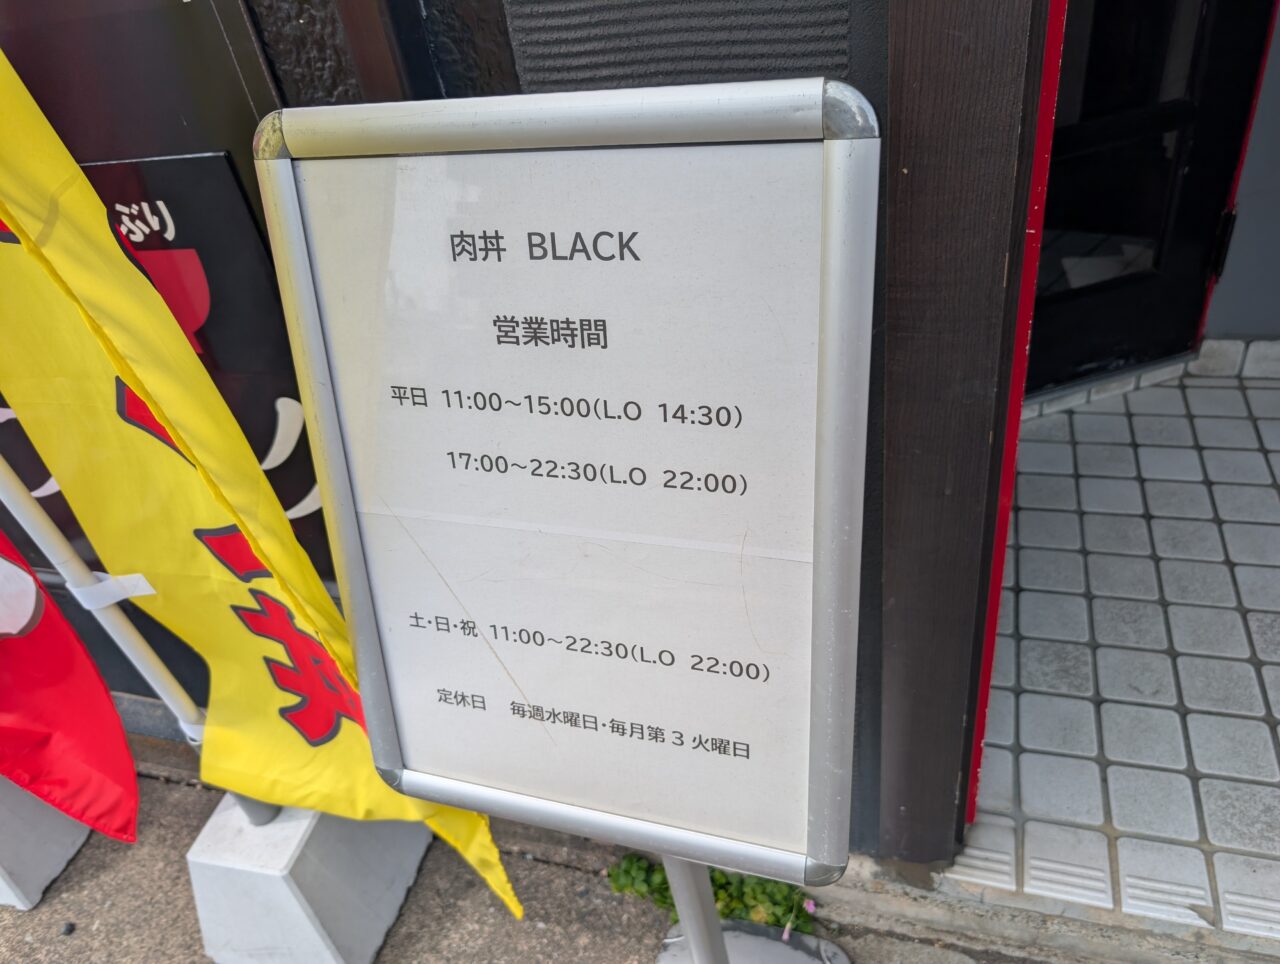 肉丼 BLACK
営業時間
平日 11:00～15:00(L.O 14:30)
17:00～22:30(L.O 22:00)
土・日・祝 11:00～22:30(L.O 22:00)
定休日 毎週水曜日・毎月第3火曜日
ぶり
丼